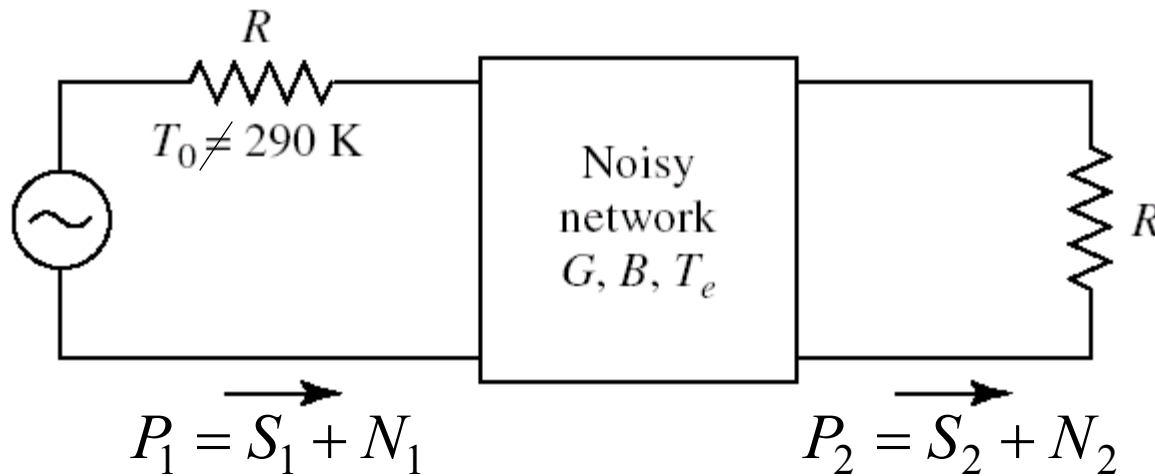 R
T₀ ≠ 290 K
Noisy
network
G, B, Tₑ
R
P₁ = S₁ + N₁
P₂ = S₂ + N₂